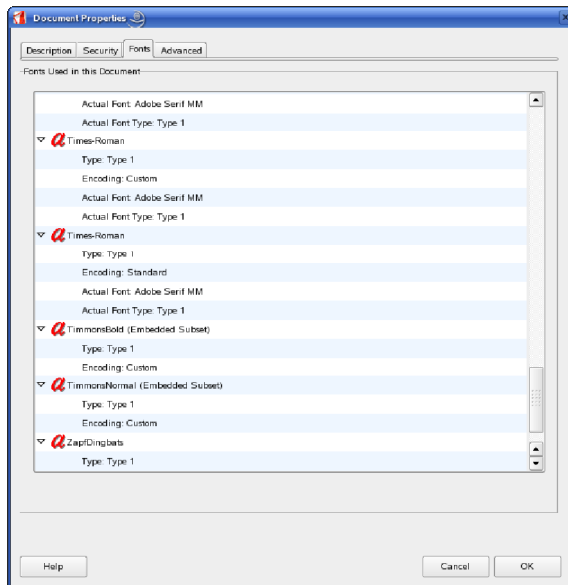 Document Properties
Description Security Fonts Advanced
Fonts Used in this Document
Actual Font: Adobe Serif MM
Actual Font Type: Type 1
Times-Roman
Type: Type 1
Encoding: Custom
Actual Font: Adobe Serif MM
Actual Font Type: Type 1
Times-Roman
Type: Type 1
Encoding: Standard
Actual Font: Adobe Serif MM
Actual Font Type: Type 1
TimmonsBold (Embedded Subset)
Type: Type 1
Encoding: Custom
TimmonsNormal (Embedded Subset)
Type: Type 1
Encoding: Custom
ZapfDingbats
Type: Type 1
Help Cancel OK